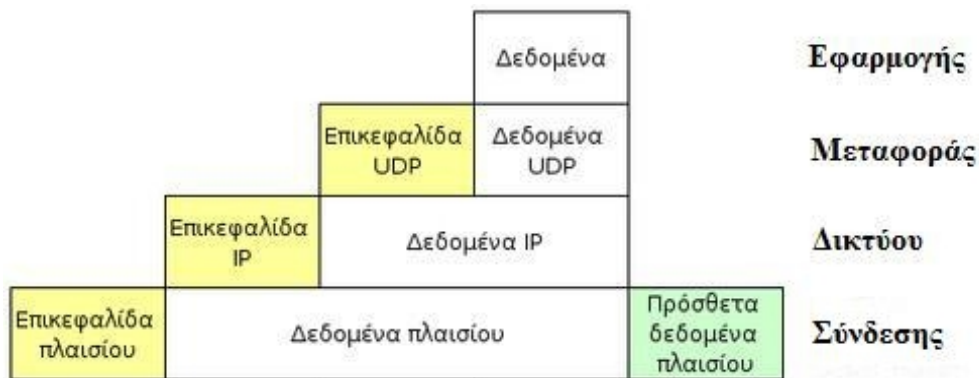 Δεδομένα
Εφαρμογής
Επικεφαλίδα
UDP
Δεδομένα
UDP
Μεταφοράς
Επικεφαλίδα
IP
Δεδομένα IP
Δικτύου
Επικεφαλίδα
πλαισίου
Δεδομένα πλαισίου
Πρόσθετα
δεδομένα
πλαισίου
Σύνδεσης